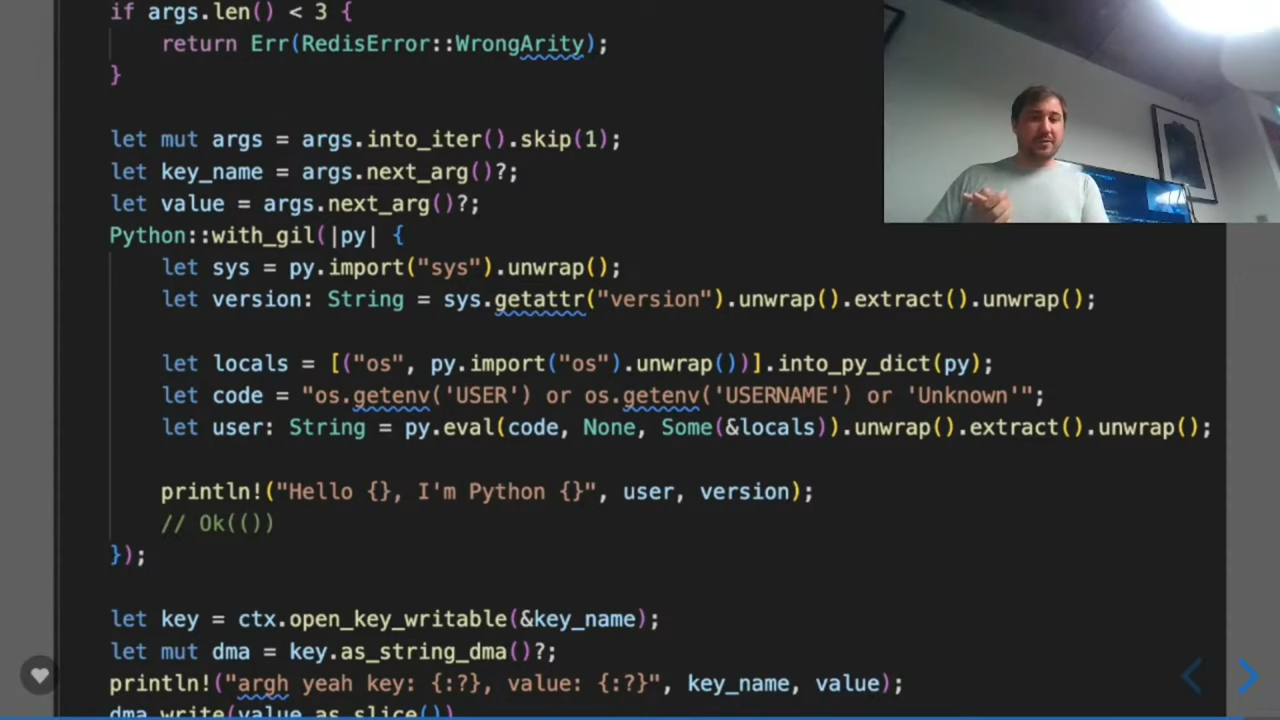 if args.len() < 3 {
return Err(RedisError::WrongArity);
}
let mut args = args.into_iter().skip(1);
let key_name = args.next_arg()?;
let value = args.next_arg()?;
Python::with_gil(|py| {
let sys = py.import("sys").unwrap();
let version: String = sys.getattr("version").unwrap().extract().unwrap();
let locals = [("os", py.import("os").unwrap())].into_py_dict(py);
let code = "os.getenv('USER') or os.getenv('USERNAME') or 'Unknown'";
let user: String = py.eval(code, None, Some(&locals)).unwrap().extract().unwrap();
println!("Hello {}, I'm Python {}", user, version);
// Ok(())
});
let key = ctx.open_key_writable(&key_name);
let mut dma = key.as_string_dma()?;
println!("argh yeah key: {:?}, value: {:?}", key_name, value);
dma.write(value.as_slice())